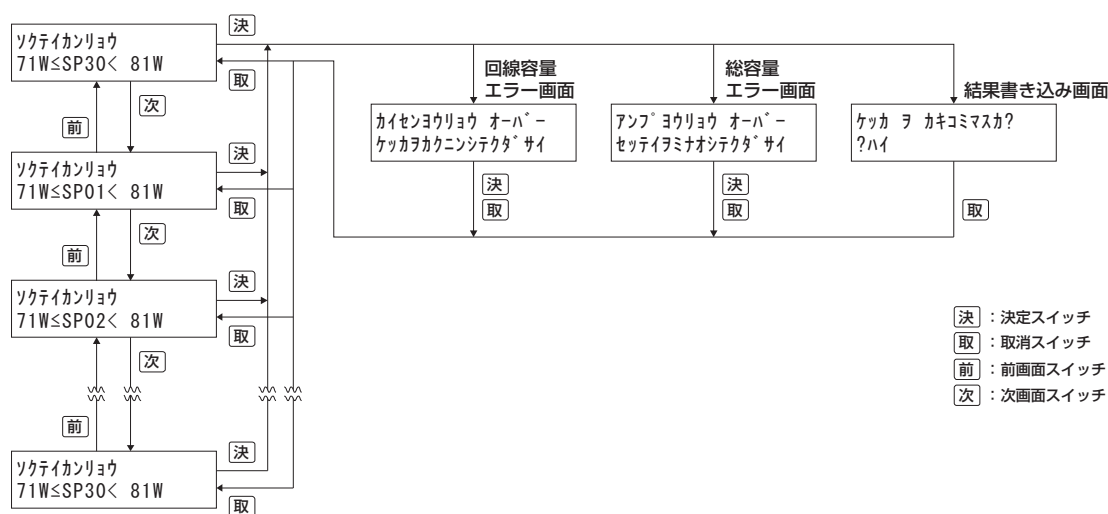 ソクテイカンリョウ
71W≤SP30< 81W
決
取
前
次
ソクテイカンリョウ
71W≤SP01< 81W
決
取
前
次
ソクテイカンリョウ
71W≤SP02< 81W
決
取
次
前
ソクテイカンリョウ
71W≤SP30< 81W
決
取
回線容量
エラー画面
カイセンヨウリョウ オーバー
ケッカヲカクニンシテクダサイ
決
取
総容量
エラー画面
アンプヨウリョウ オーバー
セッテイヲミナオシテクダサイ
決
取
結果書き込み画面
ケッカ ヲ カキコミマスカ?
?ハイ
取
決:決定スイッチ
取:取消スイッチ
前:前画面スイッチ
次:次画面スイッチ